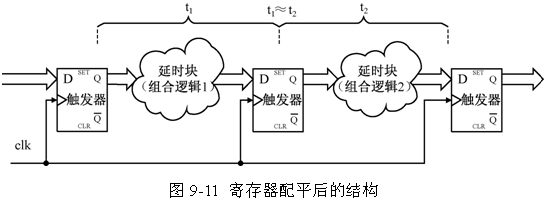 t₁ t₁≈t₂ t₂
SET SET SET
D Q 延时块 D Q 延时块 D Q
触发器 （组合逻辑1） 触发器 （组合逻辑2） 触发器
Q̅ Q̅ Q̅
CLR CLR CLR
clk
图 9-11 寄存器配平后的结构